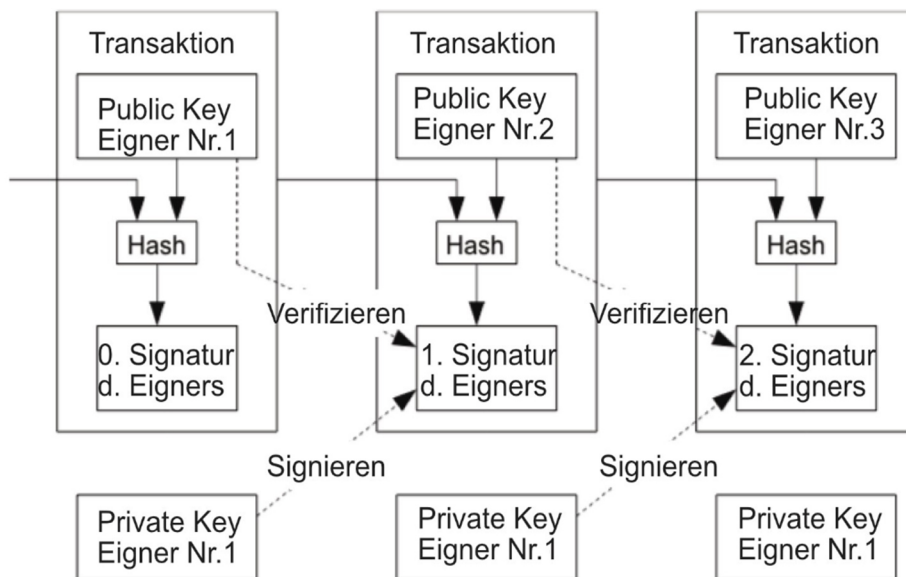 Transaktion
Transaktion
Transaktion
Public Key
Eigner Nr.1
Public Key
Eigner Nr.2
Public Key
Eigner Nr.3
Hash
Hash
Hash
Verifizieren
Verifizieren
0. Signatur
d. Eigners
1. Signatur
d. Eigners
2. Signatur
d. Eigners
Signieren
Signieren
Private Key
Eigner Nr.1
Private Key
Eigner Nr.1
Private Key
Eigner Nr.1